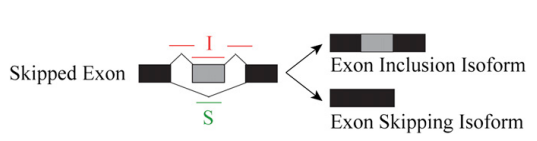 I
Skipped Exon
S
Exon Inclusion Isoform
Exon Skipping Isoform